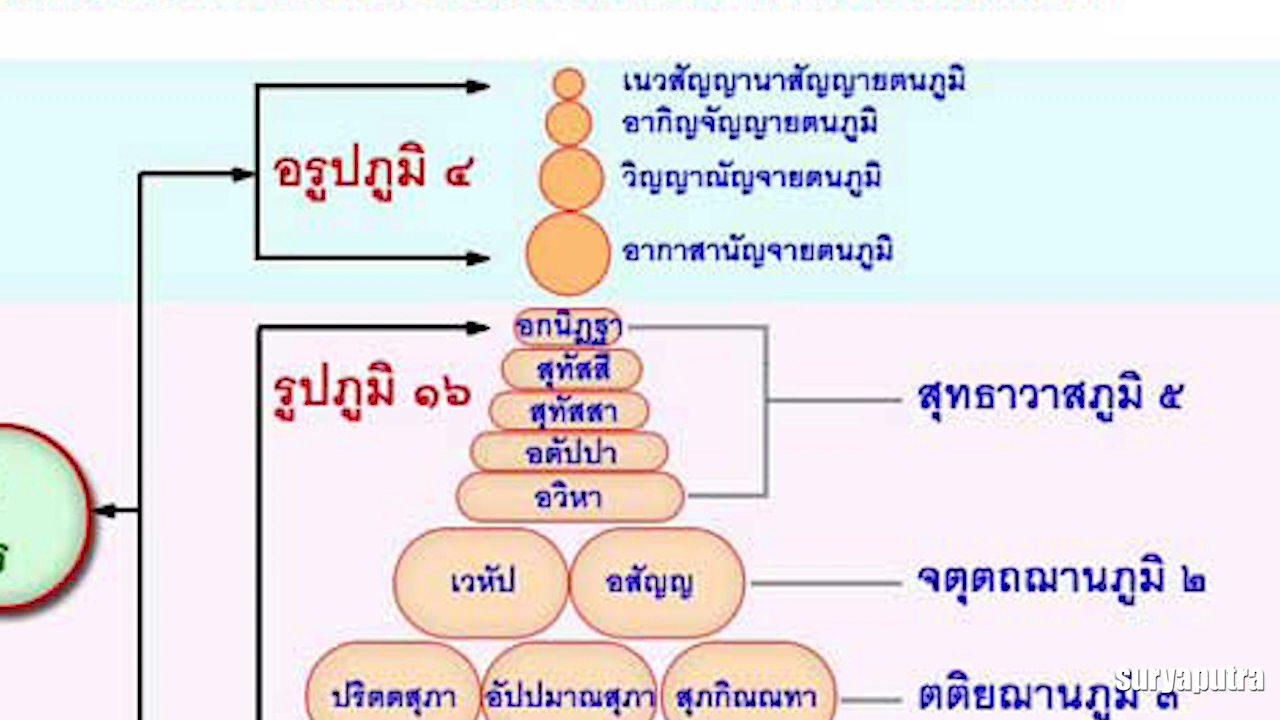 เนวสัญญานาสัญญายตนภูมิ
อากิญจัญญายตนภูมิ
อรูปภูมิ ๔
วิญญาณัญจายตนภูมิ
อากาสานัญจายตนภูมิ
อกนิฏฐา
สุทัสสี
รูปภูมิ ๑๖
สุทธาวาสภูมิ ๕
สุทัสสา
อตัปปา
อวิหา
ร
เวหัป
อสัญญ
จตุตถฌานภูมิ ๒
ปริตตสุภา
อัปปมาณสุภา
สุภกิณณหา
ตติยฌานภูมิ ๓
suryaputra